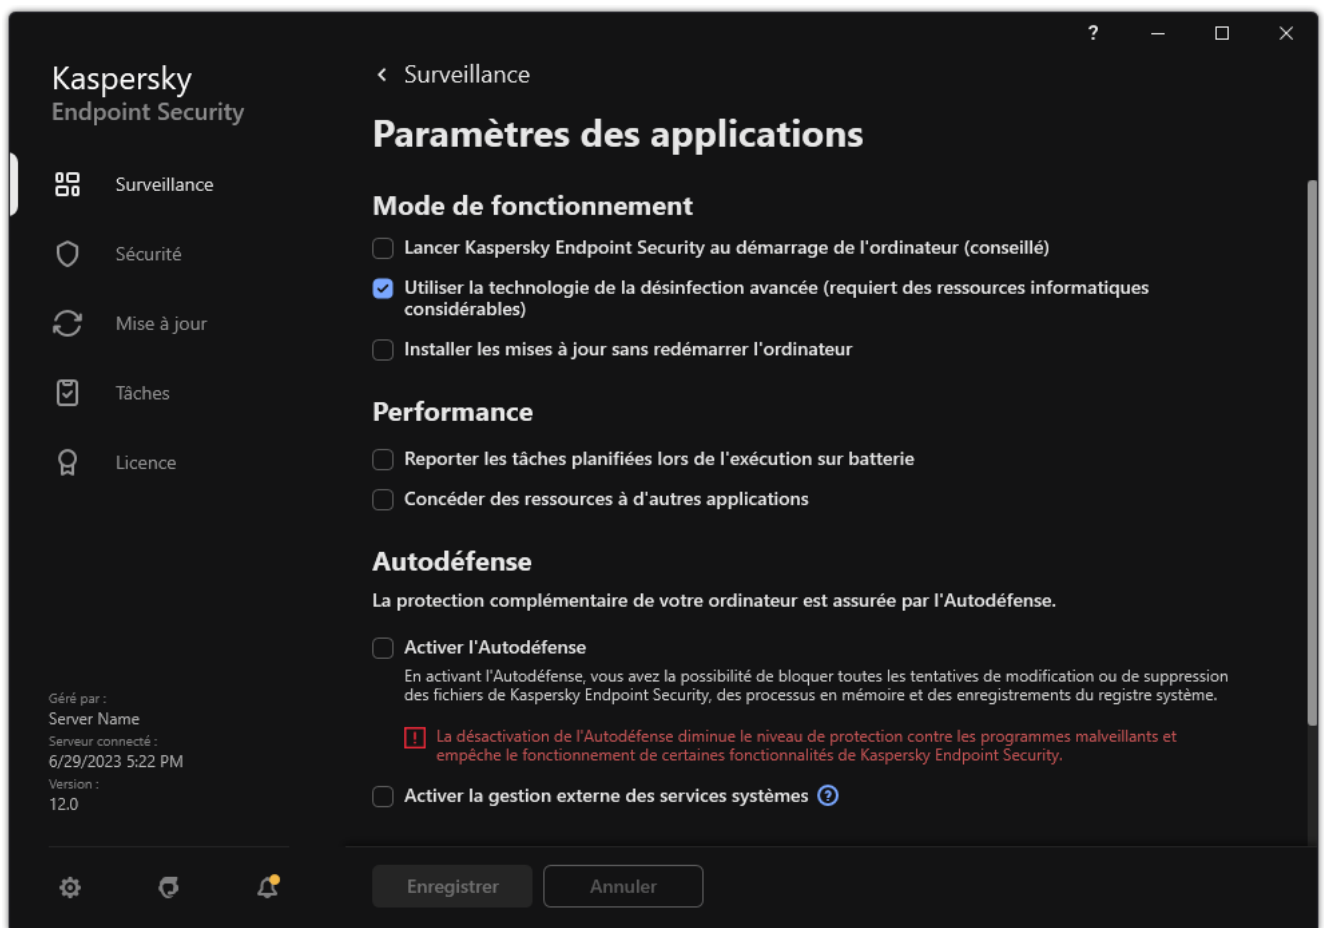 ?
Kaspersky
Endpoint Security
Surveillance
Sécurité
Mise à jour
Tâches
Licence
Géré par :
Server Name
Serveur connecté :
6/29/2023 5:22 PM
Version :
12.0
Surveillance
Paramètres des applications
Mode de fonctionnement
Lancer Kaspersky Endpoint Security au démarrage de l'ordinateur (conseillé)
Utiliser la technologie de la désinfection avancée (requiert des ressources informatiques
considérables)
Installer les mises à jour sans redémarrer l'ordinateur
Performance
Reporter les tâches planifiées lors de l'exécution sur batterie
Concéder des ressources à d'autres applications
Autodéfense
La protection complémentaire de votre ordinateur est assurée par l'Autodéfense.
Activer l'Autodéfense
En activant l'Autodéfense, vous avez la possibilité de bloquer toutes les tentatives de modification ou de suppression
des fichiers de Kaspersky Endpoint Security, des processus en mémoire et des enregistrements du registre système.
! La désactivation de l'Autodéfense diminue le niveau de protection contre les programmes malveillants et
empêche le fonctionnement de certaines fonctionnalités de Kaspersky Endpoint Security.
Activer la gestion externe des services systèmes ?
Enregistrer
Annuler